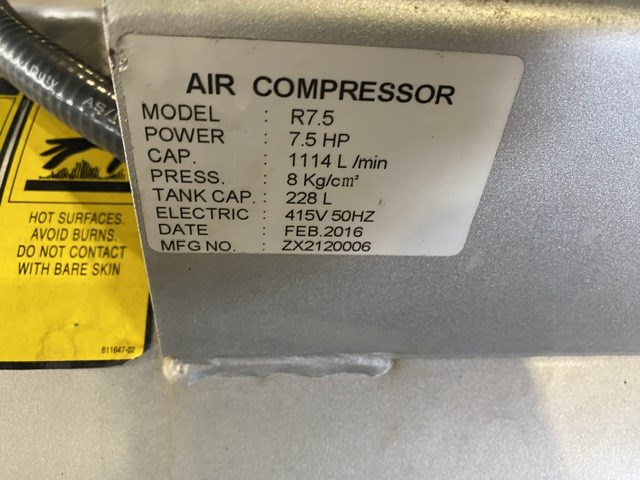 AIR COMPRESSOR
MODEL : R7.5
POWER : 7.5 HP
CAP. : 1114 L /min
PRESS. : 8 Kg/cm²
TANK CAP. : 228 L
ELECTRIC : 415V 50HZ
DATE : FEB.2016
MFG NO. : ZX2120006
AS/
HOT SURFACES.
AVOID BURNS.
DO NOT CONTACT
WITH BARE SKIN
811647-02